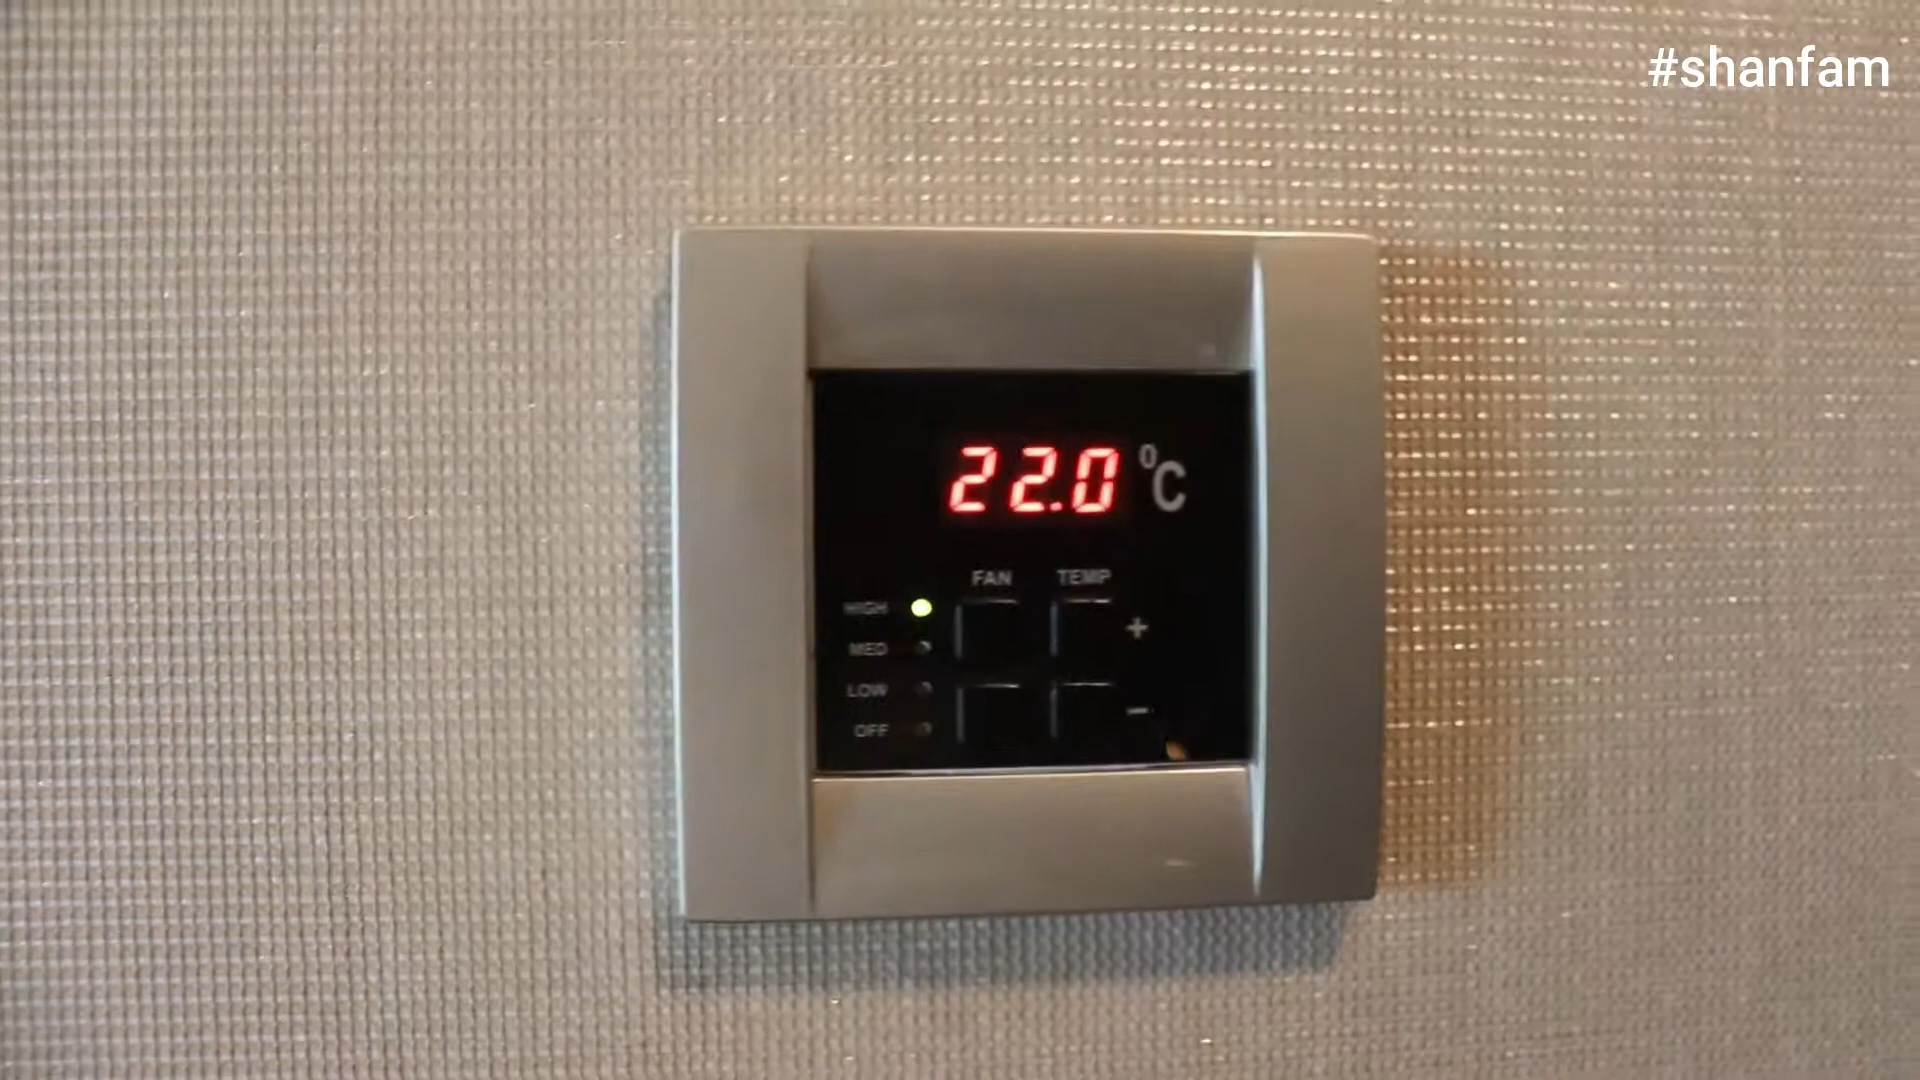 #shanfam
22.0 °C
FAN TEMP
HIGH
+
MED
LOW
-
OFF